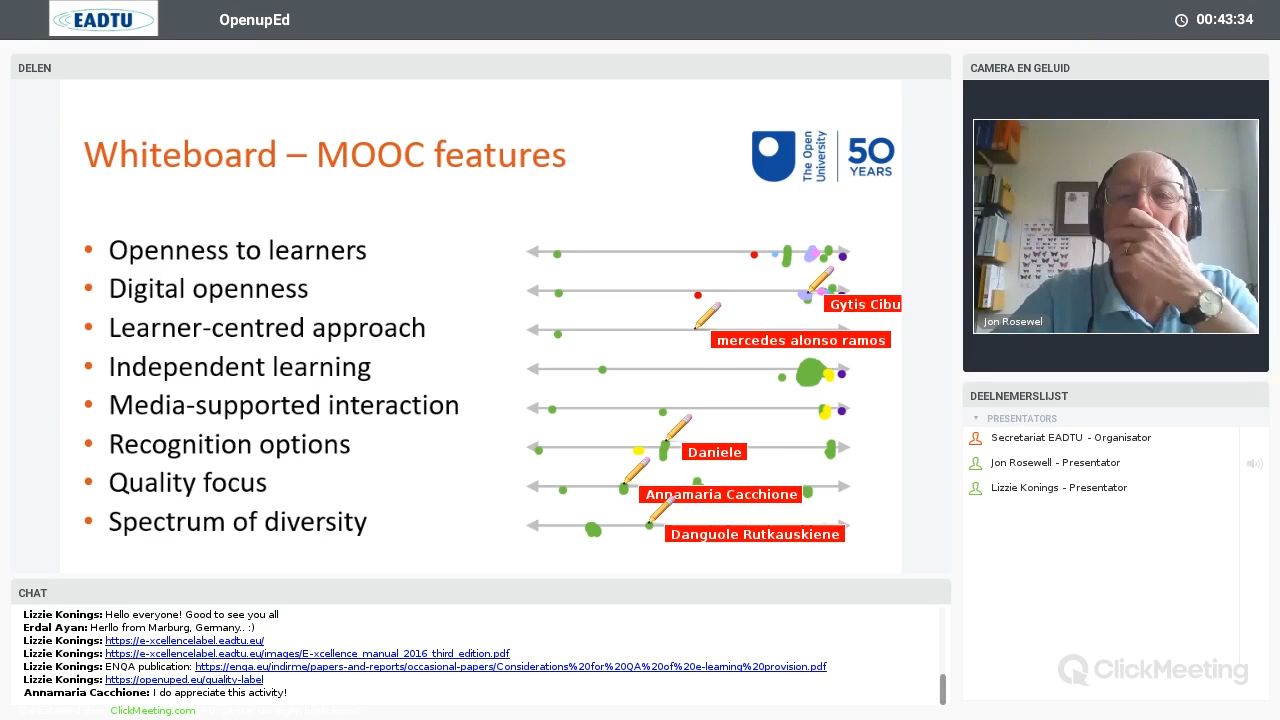 EADTU
OpenupEd
00:43:34
DELEN
CAMERA EN GELUID
Whiteboard – MOOC features
The Open University
50 YEARS
• Openness to learners
• Digital openness
Gytis Cibu
• Learner-centred approach
mercedes alonso ramos
• Independent learning
• Media-supported interaction
• Recognition options
Daniele
• Quality focus
Annamaria Cacchione
• Spectrum of diversity
Danguole Rutkauskiene
Jon Rosewel
DEELNEMERSLIJST
PRESENTATORS
Secretariat EADTU - Organisator
Jon Rosewell - Presentator
Lizzie Konings - Presentator
CHAT
Lizzie Konings: Hello everyone! Good to see you all
Erdal Ayan: Herllo from Marburg, Germany.. :)
Lizzie Konings: https://e-xcellencelabel.eadtu.eu/
Lizzie Konings: https://e-xcellencelabel.eadtu.eu/images/E-xcellence_manual_2016_third_edition.pdf
Lizzie Konings: ENQA publication: https://enqa.eu/indirme/papers-and-reports/occasional-papers/Considerations%20for%20QA%20of%20e-learning%20provision.pdf
Lizzie Konings: https://openuped.eu/quality-label
Annamaria Cacchione: I do appreciate this activity!
ClickMeeting.com
ClickMeeting